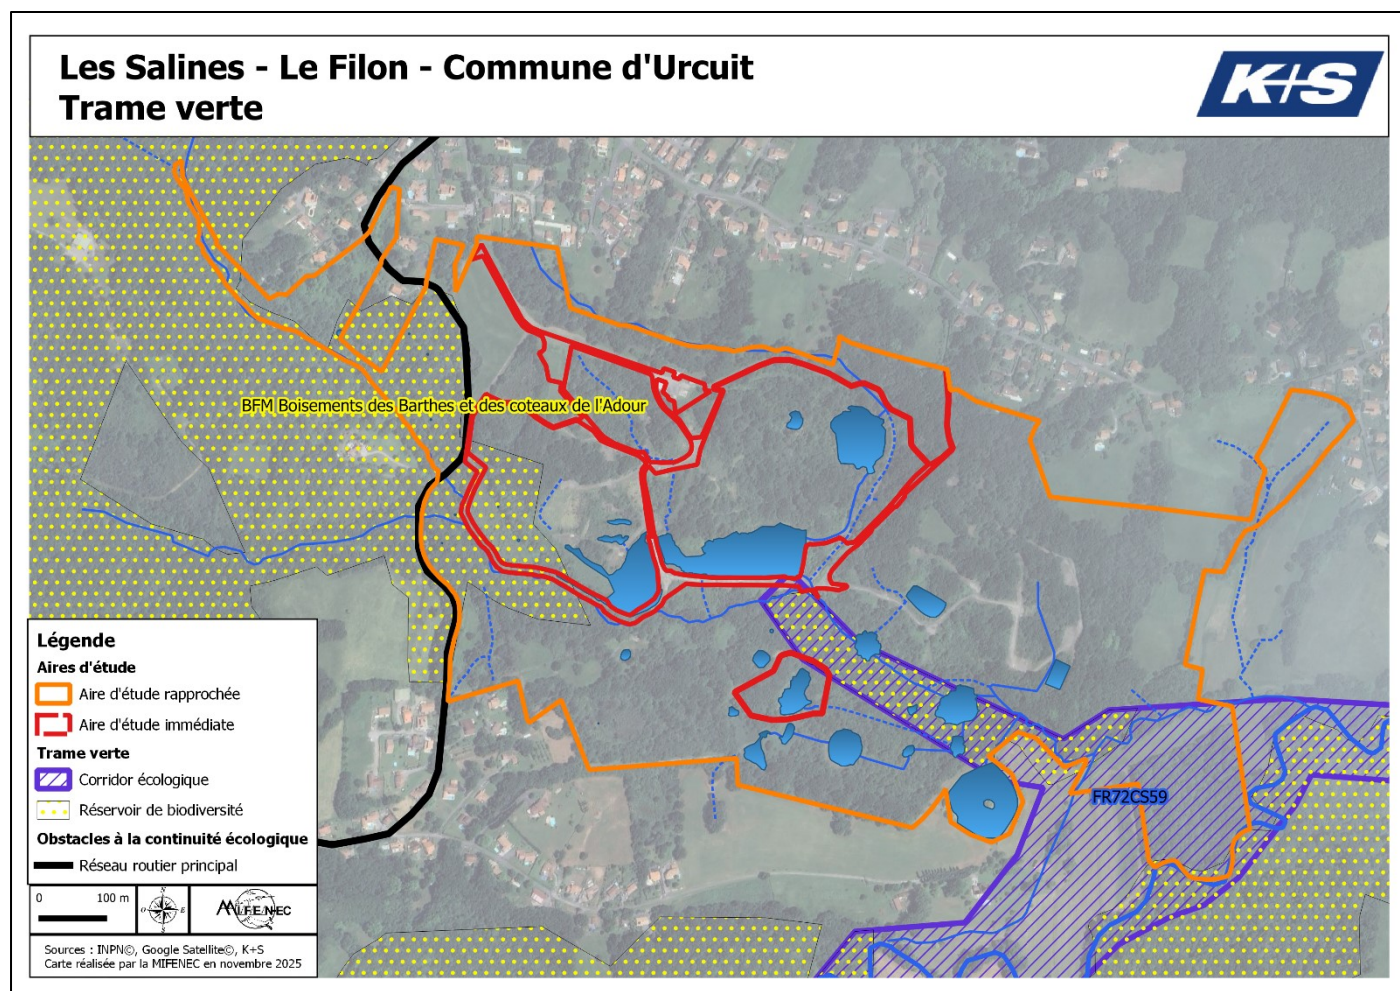 Les Salines - Le Filon - Commune d'Urcuit
Trame verte
K+S
BFM Boisements des Barthes et des coteaux de l'Adour
FR72CS59
Légende
Aires d'étude
Aire d'étude rapprochée
Aire d'étude immédiate
Trame verte
Corridor écologique
Réservoir de biodiversité
Obstacles à la continuité écologique
Réseau routier principal
0 100 m
N
O E
S
MIFENEC
Sources : INPN©, Google Satellite©, K+S
Carte réalisée par la MIFENEC en novembre 2025